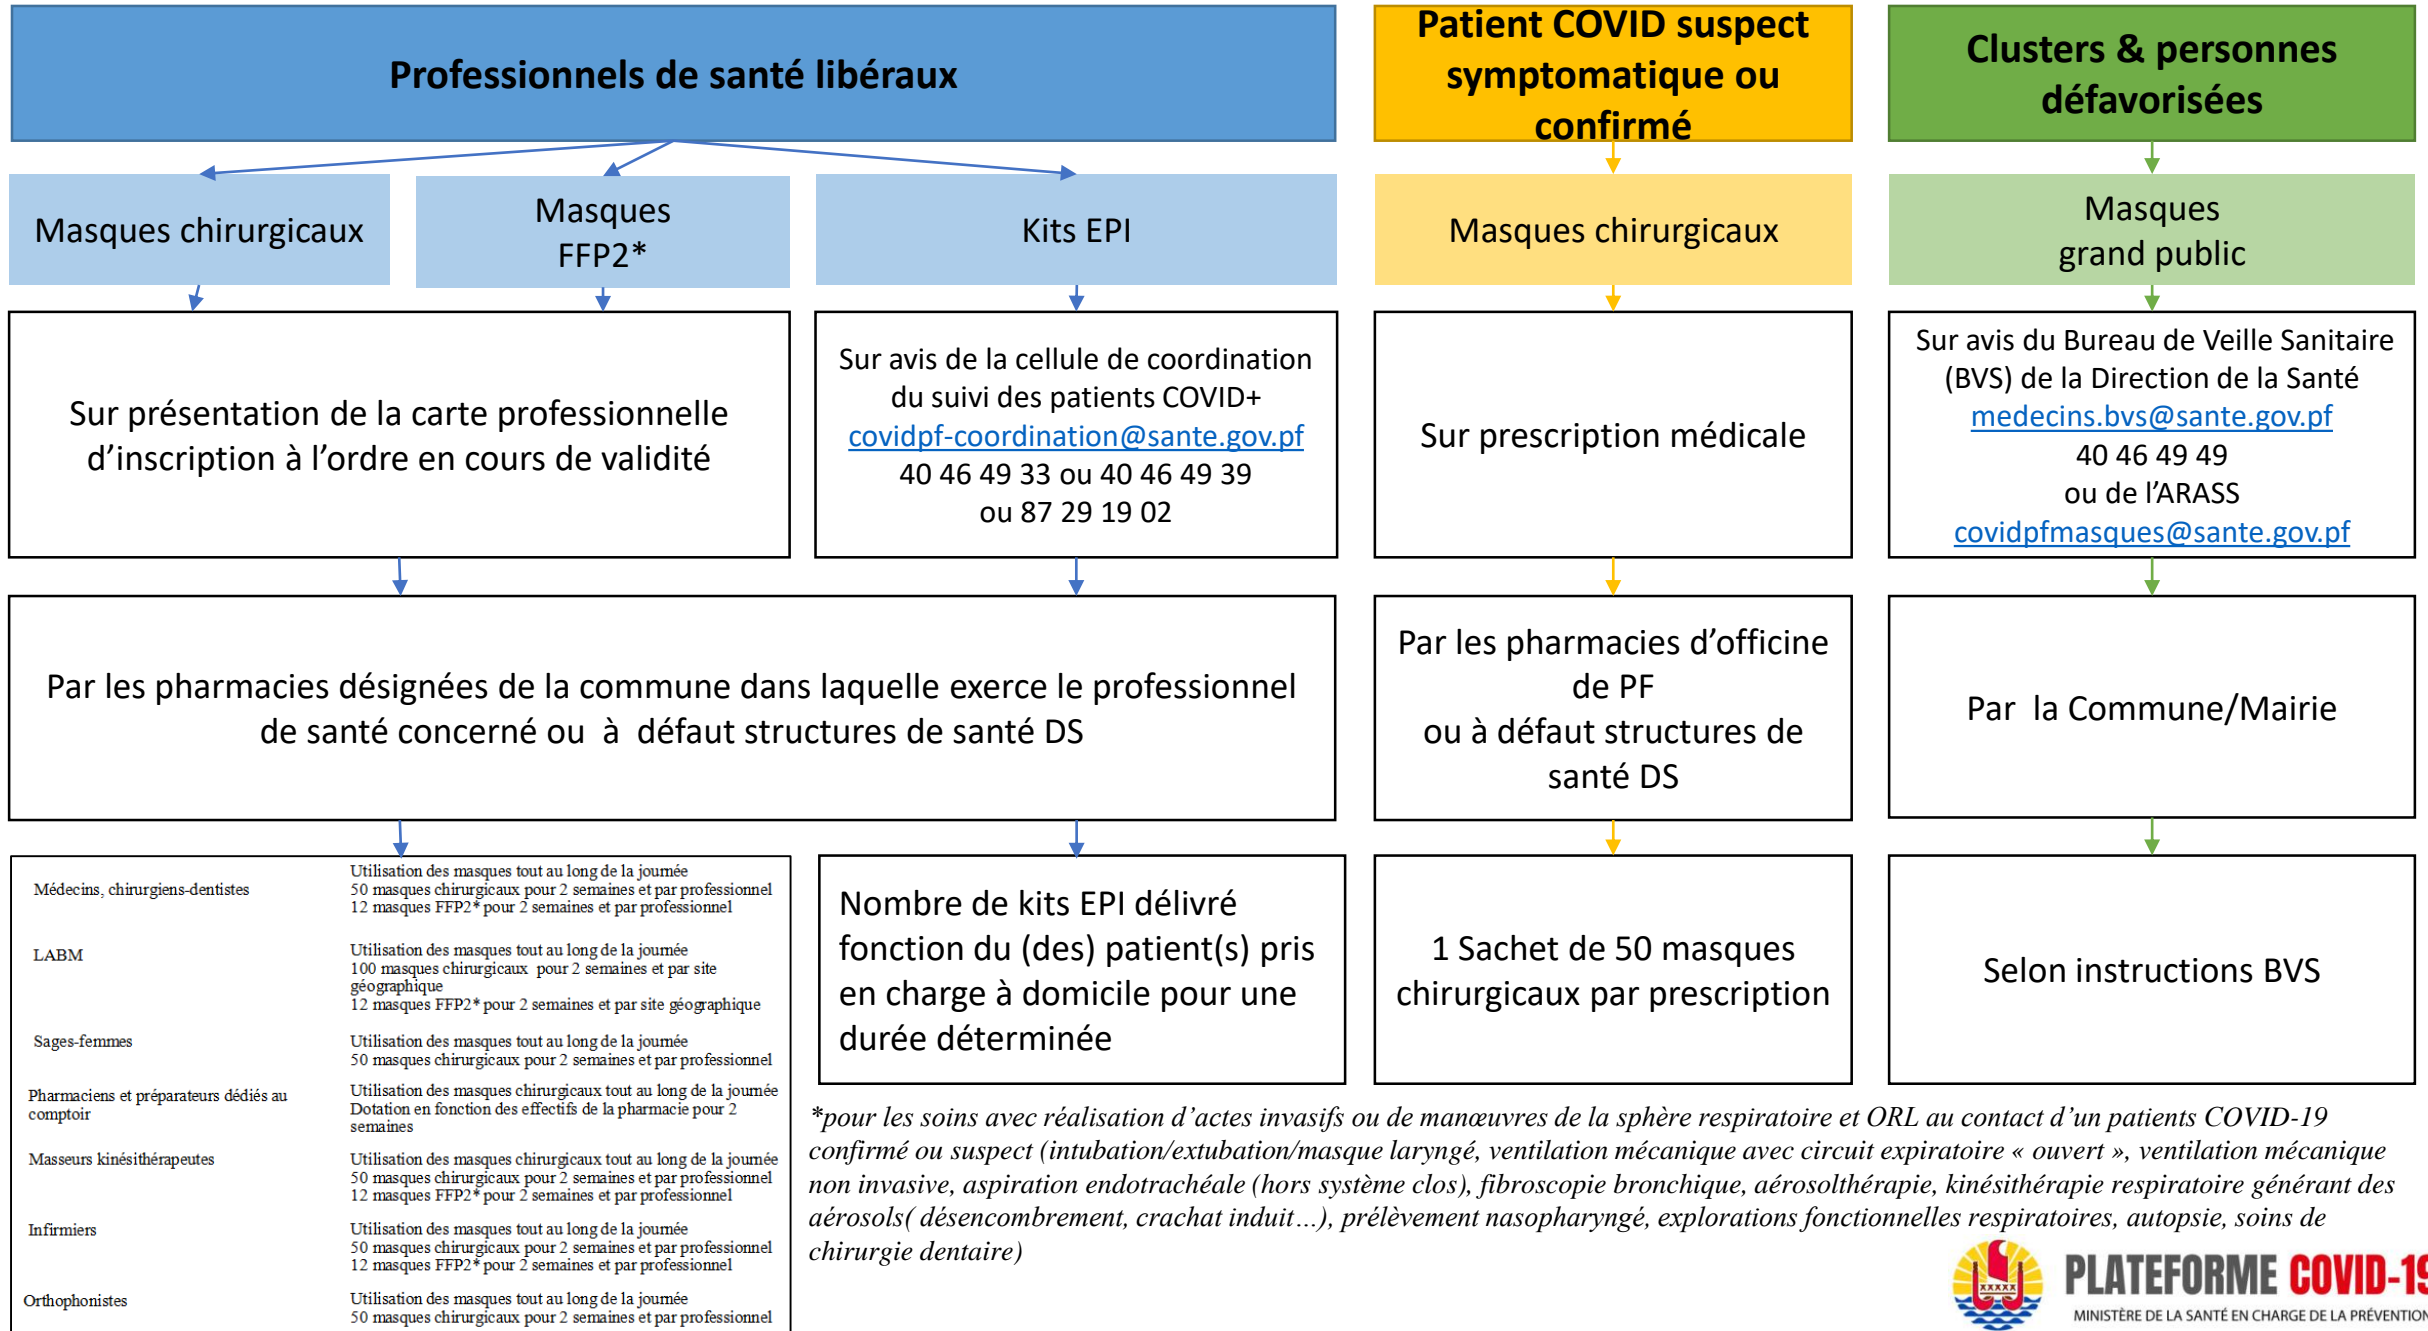 Professionnels de santé libéraux
Patient COVID suspect
symptomatique ou
confirmé
Clusters & personnes
défavorisées
Masques chirurgicaux
Masques
FFP2*
Kits EPI
Masques chirurgicaux
Masques
grand public
Sur présentation de la carte professionnelle
d’inscription à l’ordre en cours de validité
Sur avis de la cellule de coordination
du suivi des patients COVID+
covidpf-coordination@sante.gov.pf
40 46 49 33 ou 40 46 49 39
ou 87 29 19 02
Sur prescription médicale
Sur avis du Bureau de Veille Sanitaire
(BVS) de la Direction de la Santé
medecins.bvs@sante.gov.pf
40 46 49 49
ou de l’ARASS
covidpfmasques@sante.gov.pf
Par les pharmacies désignées de la commune dans laquelle exerce le professionnel
de santé concerné ou à défaut structures de santé DS
Par les pharmacies d’officine
de PF
ou à défaut structures de
santé DS
Par la Commune/Mairie
Médecins, chirurgiens-dentistes
Utilisation des masques tout au long de la journée
50 masques chirurgicaux pour 2 semaines et par professionnel
12 masques FFP2* pour 2 semaines et par professionnel
LABM
Utilisation des masques tout au long de la journée
100 masques chirurgicaux pour 2 semaines et par site
géographique
12 masques FFP2* pour 2 semaines et par site géographique
Sages-femmes
Utilisation des masques tout au long de la journée
50 masques chirurgicaux pour 2 semaines et par professionnel
Pharmaciens et préparateurs dédiés au
comptoir
Utilisation des masques chirurgicaux tout au long de la journée
Dotation en fonction des effectifs de la pharmacie pour 2
semaines
Masseurs kinésithérapeutes
Utilisation des masques chirurgicaux tout au long de la journée
50 masques chirurgicaux pour 2 semaines et par professionnel
12 masques FFP2* pour 2 semaines et par professionnel
Infirmiers
Utilisation des masques tout au long de la journée
50 masques chirurgicaux pour 2 semaines et par professionnel
12 masques FFP2* pour 2 semaines et par professionnel
Orthophonistes
Utilisation des masques tout au long de la journée
50 masques chirurgicaux pour 2 semaines et par professionnel
Nombre de kits EPI délivré
fonction du (des) patient(s) pris
en charge à domicile pour une
durée déterminée
1 Sachet de 50 masques
chirurgicaux par prescription
Selon instructions BVS
*pour les soins avec réalisation d’actes invasifs ou de manœuvres de la sphère respiratoire et ORL au contact d’un patients COVID-19
confirmé ou suspect (intubation/extubation/masque laryngé, ventilation mécanique avec circuit expiratoire « ouvert », ventilation mécanique
non invasive, aspiration endotrachéale (hors système clos), fibroscopie bronchique, aérosolthérapie, kinésithérapie respiratoire générant des
aérosols( désencombrement, crachat induit…), prélèvement nasopharyngé, explorations fonctionnelles respiratoires, autopsie, soins de
chirurgie dentaire)
PLATEFORME COVID-19
MINISTÈRE DE LA SANTÉ EN CHARGE DE LA PRÉVENTION